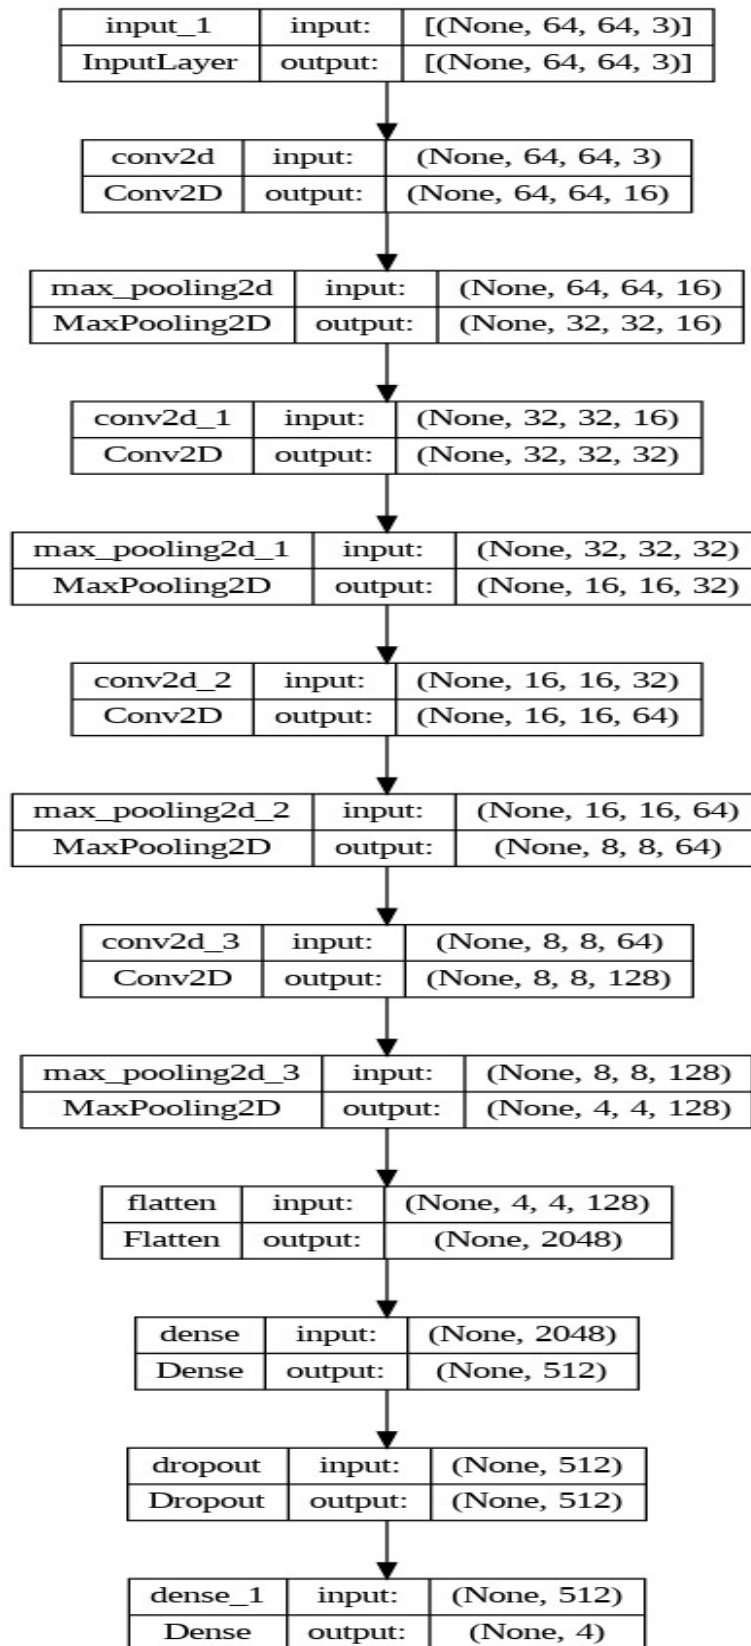 input_1 input: [(None, 64, 64, 3)]
InputLayer output: [(None, 64, 64, 3)]
conv2d input: (None, 64, 64, 3)
Conv2D output: (None, 64, 64, 16)
max_pooling2d input: (None, 64, 64, 16)
MaxPooling2D output: (None, 32, 32, 16)
conv2d_1 input: (None, 32, 32, 16)
Conv2D output: (None, 32, 32, 32)
max_pooling2d_1 input: (None, 32, 32, 32)
MaxPooling2D output: (None, 16, 16, 32)
conv2d_2 input: (None, 16, 16, 32)
Conv2D output: (None, 16, 16, 64)
max_pooling2d_2 input: (None, 16, 16, 64)
MaxPooling2D output: (None, 8, 8, 64)
conv2d_3 input: (None, 8, 8, 64)
Conv2D output: (None, 8, 8, 128)
max_pooling2d_3 input: (None, 8, 8, 128)
MaxPooling2D output: (None, 4, 4, 128)
flatten input: (None, 4, 4, 128)
Flatten output: (None, 2048)
dense input: (None, 2048)
Dense output: (None, 512)
dropout input: (None, 512)
Dropout output: (None, 512)
dense_1 input: (None, 512)
Dense output: (None, 4)